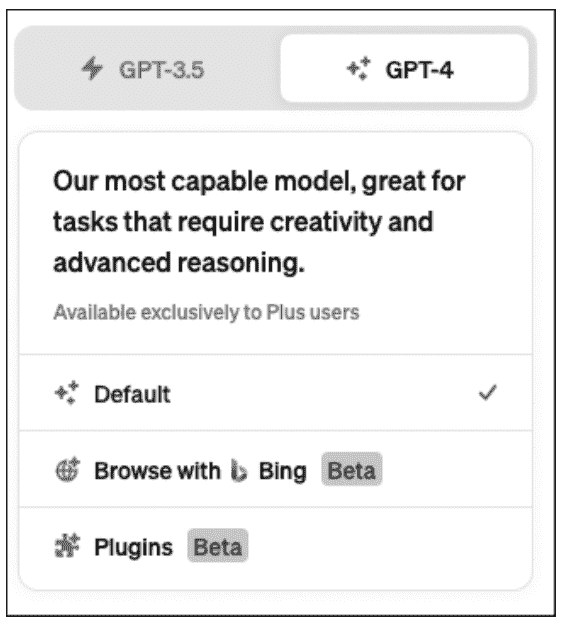 GPT-3.5
GPT-4
Our most capable model, great for
tasks that require creativity and
advanced reasoning.
Available exclusively to Plus users
Default
Browse with Bing Beta
Plugins Beta